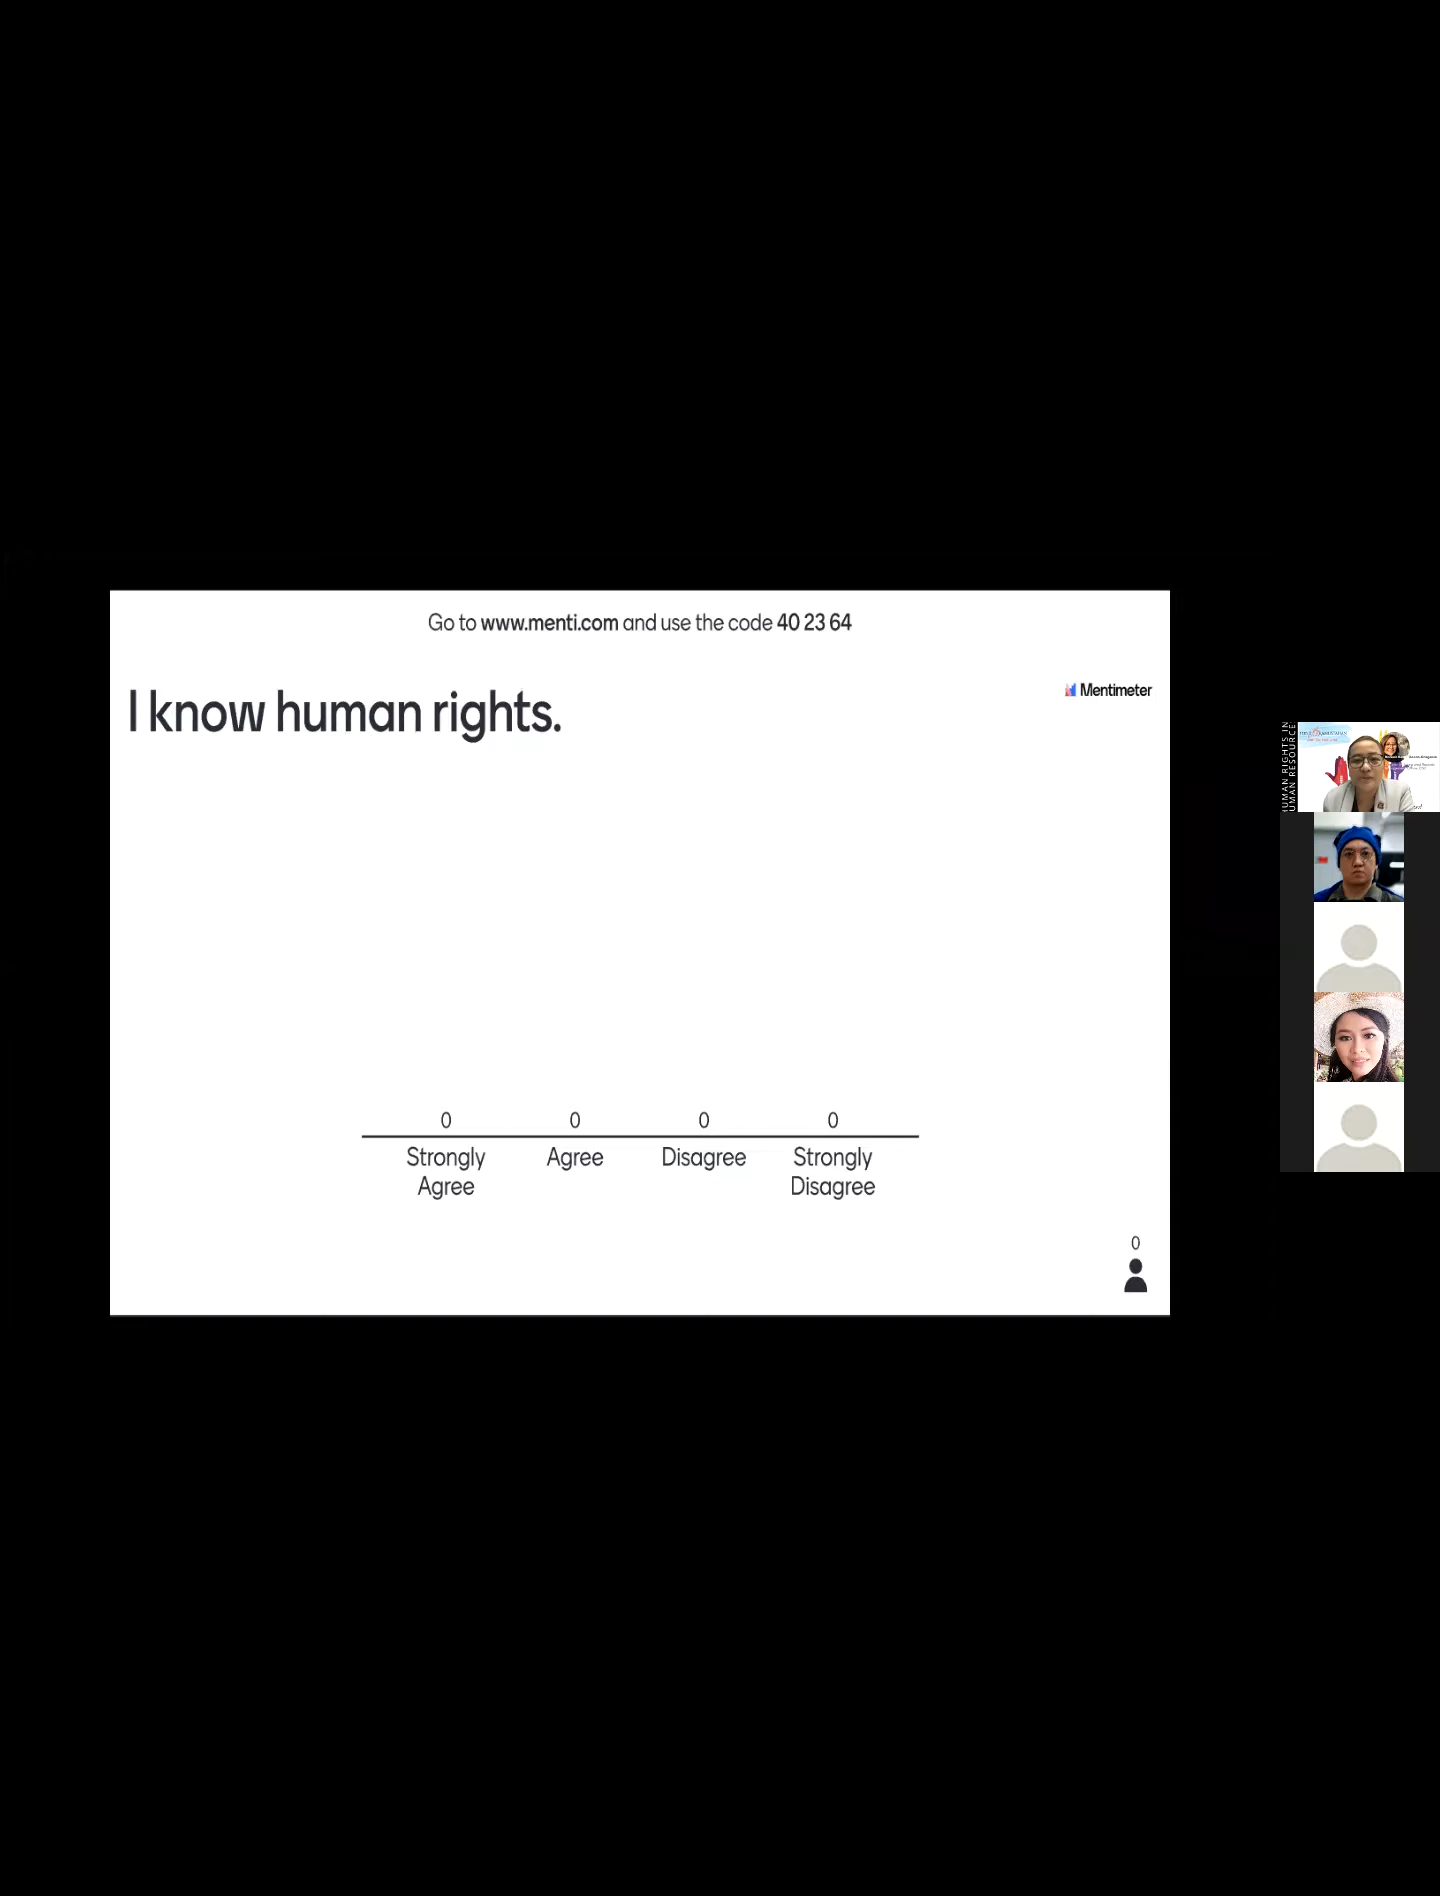 Go to www.menti.com and use the code 40 23 64
I know human rights.
Mentimeter
0 0 0 0
Strongly Agree Disagree Strongly
Agree Disagree
0
HUMAN RIGHTS IN
HUMAN RESOURCE